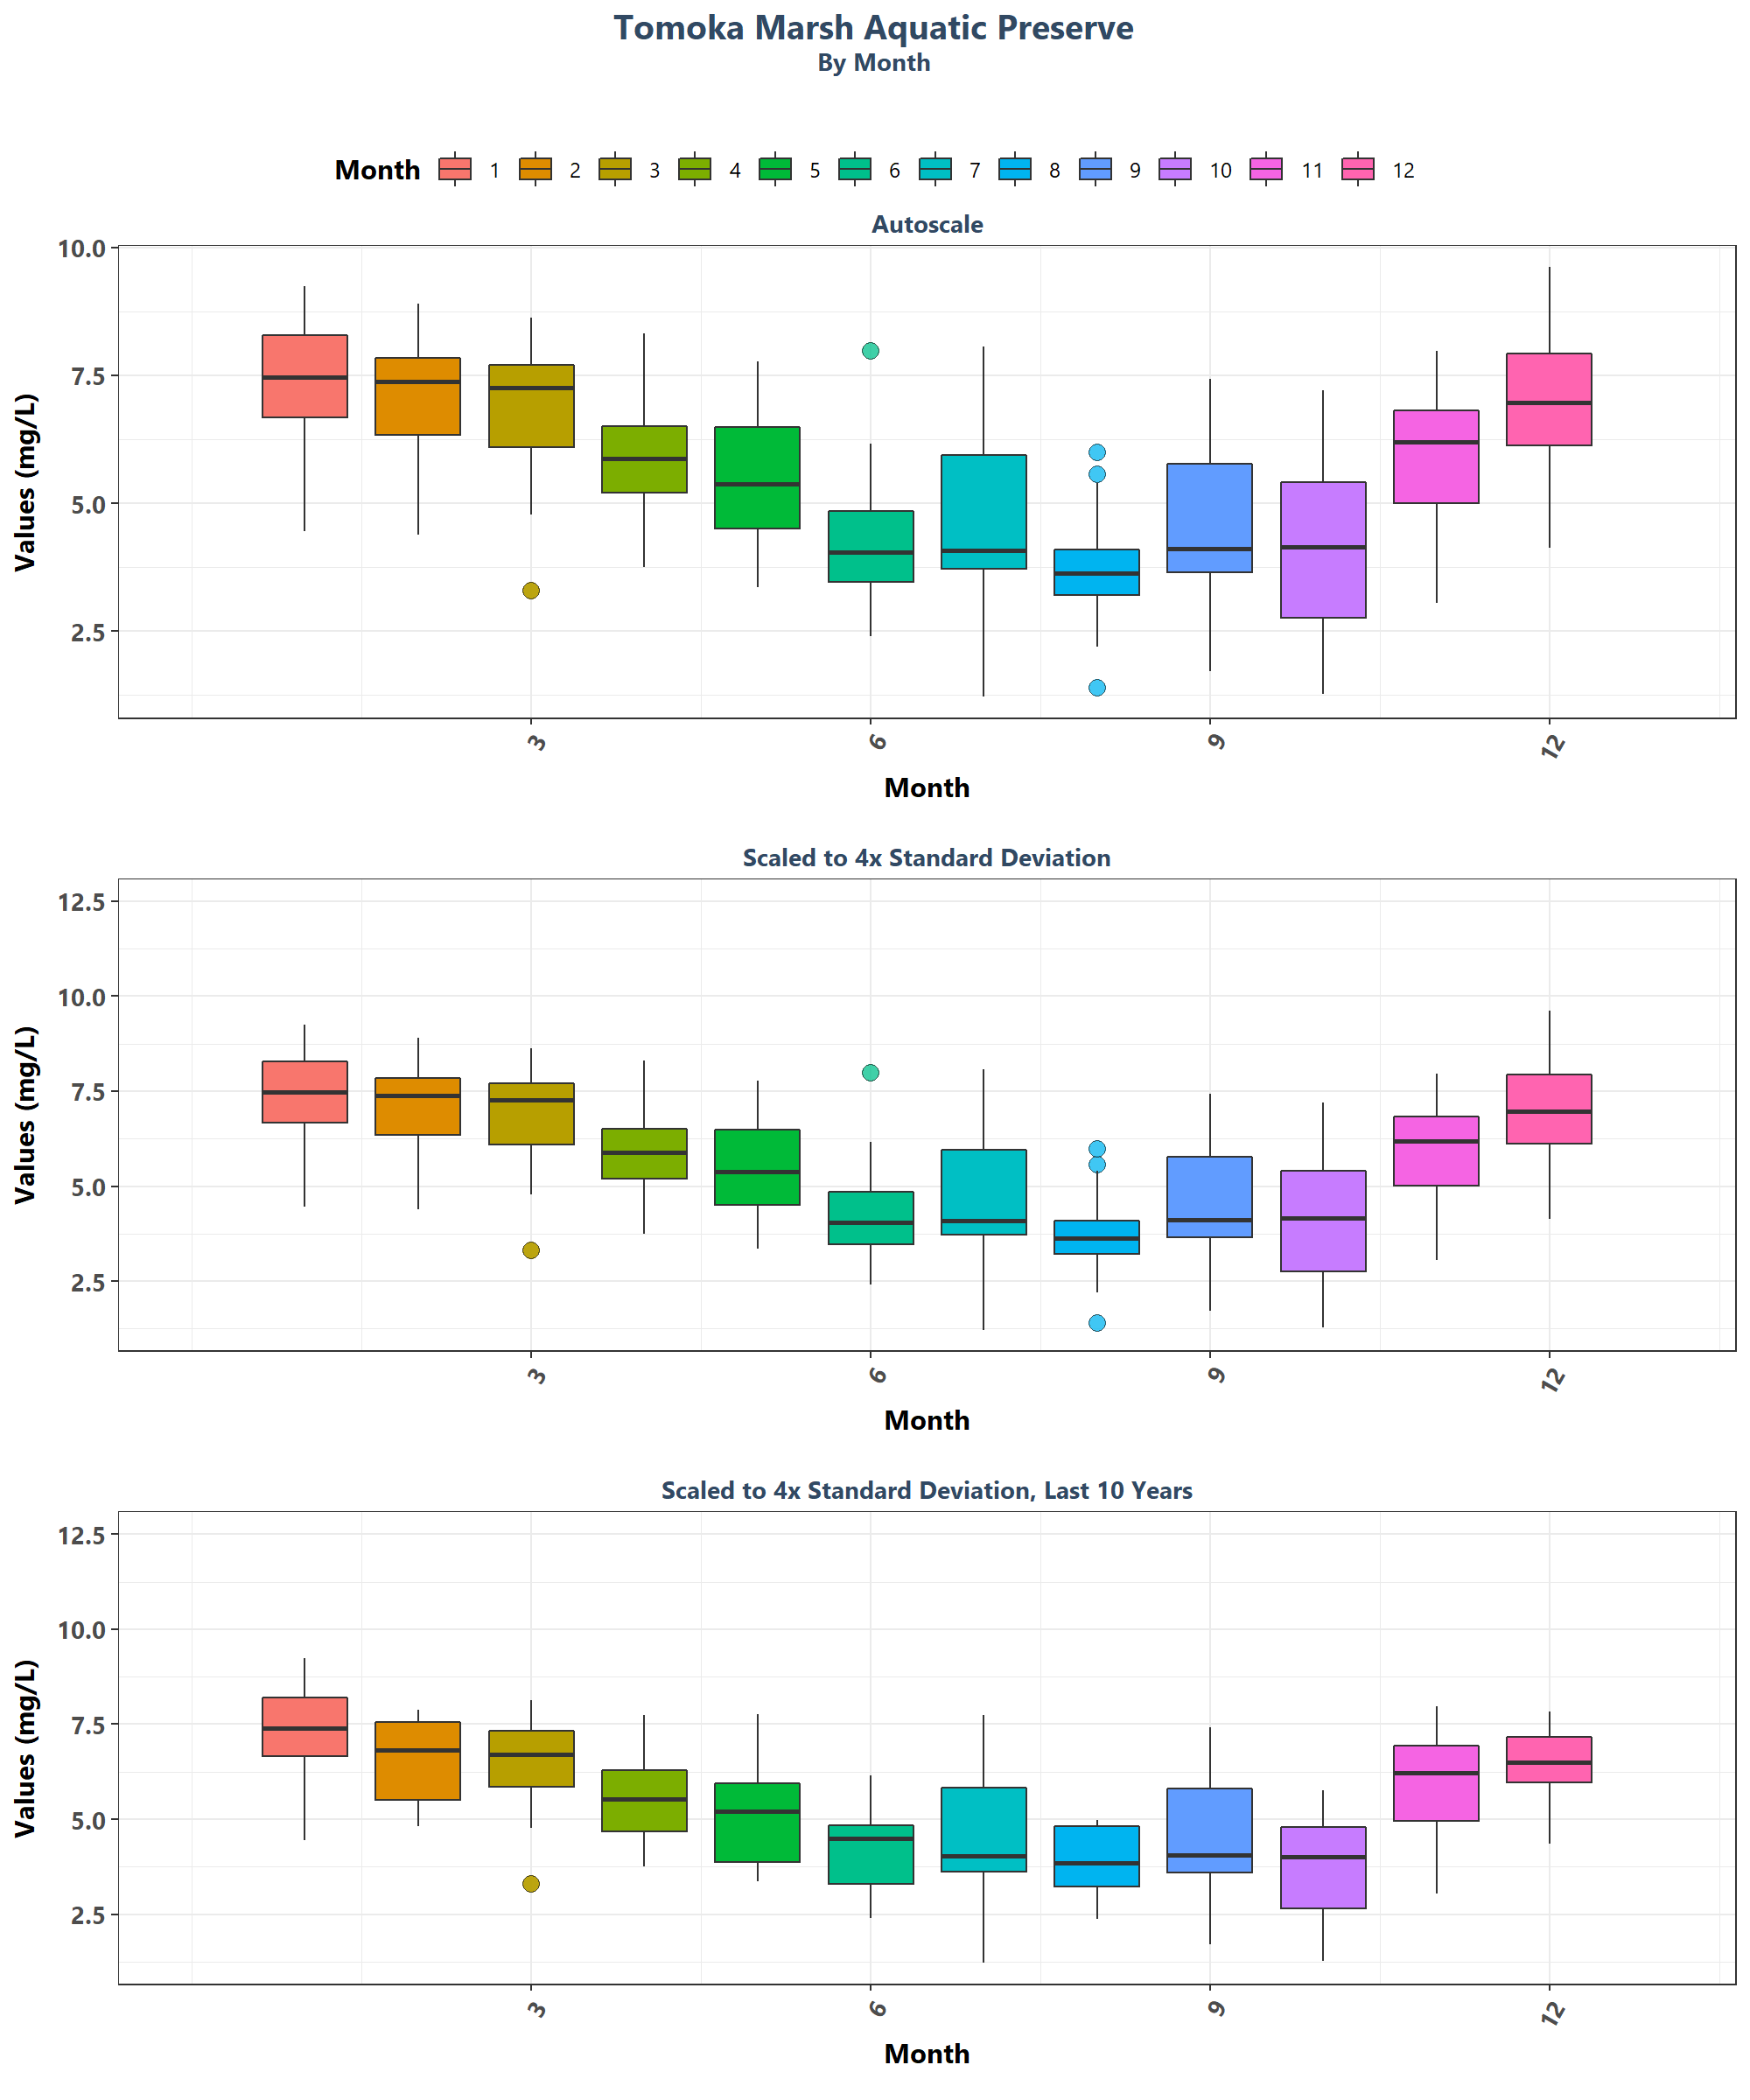 Tomoka Marsh Aquatic Preserve
By Month
Month 1 2 3 4 5 6 7 8 9 10 11 12
Autoscale
Values (mg/L)
10.0
7.5
5.0
2.5
3 6 9 12
Month
Scaled to 4x Standard Deviation
Values (mg/L)
12.5
10.0
7.5
5.0
2.5
3 6 9 12
Month
Scaled to 4x Standard Deviation, Last 10 Years
Values (mg/L)
12.5
10.0
7.5
5.0
2.5
3 6 9 12
Month